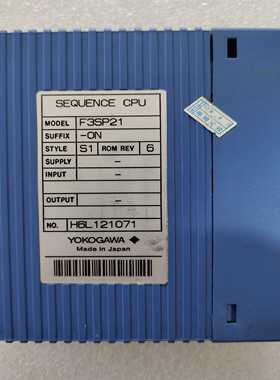 SEQUENCE CPU
MODEL F3SP21
SUFFIX -ON
STYLE S1 ROM REV 6
SUPPLY -
INPUT -
OUTPUT -
NO. H6L121071
YOKOGAWA
Made in Japan